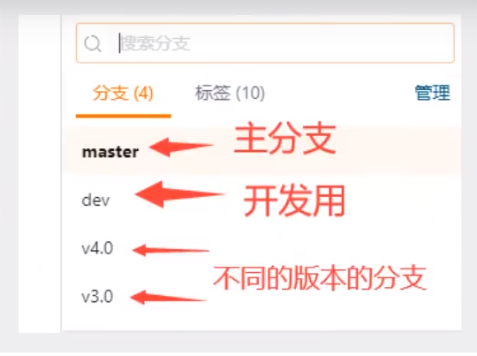 搜索分支
分支 (4) 标签 (10) 管理
master 主分支
dev 开发用
v4.0
不同的版本的分支
v3.0